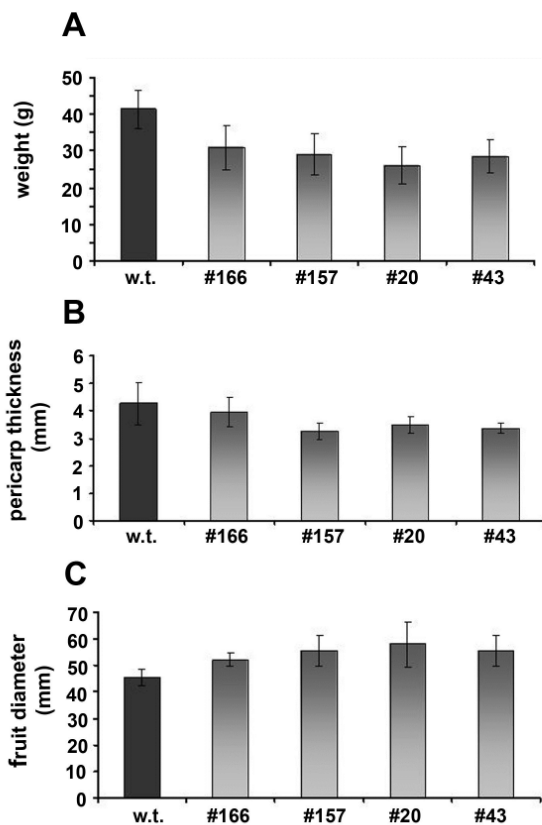 A
weight (g)
50
40
30
20
10
0
w.t. #166 #157 #20 #43
B
pericarp thickness
(mm)
6
5
4
3
2
1
0
w.t. #166 #157 #20 #43
C
fruit diameter
(mm)
70
60
50
40
30
20
10
0
w.t. #166 #157 #20 #43